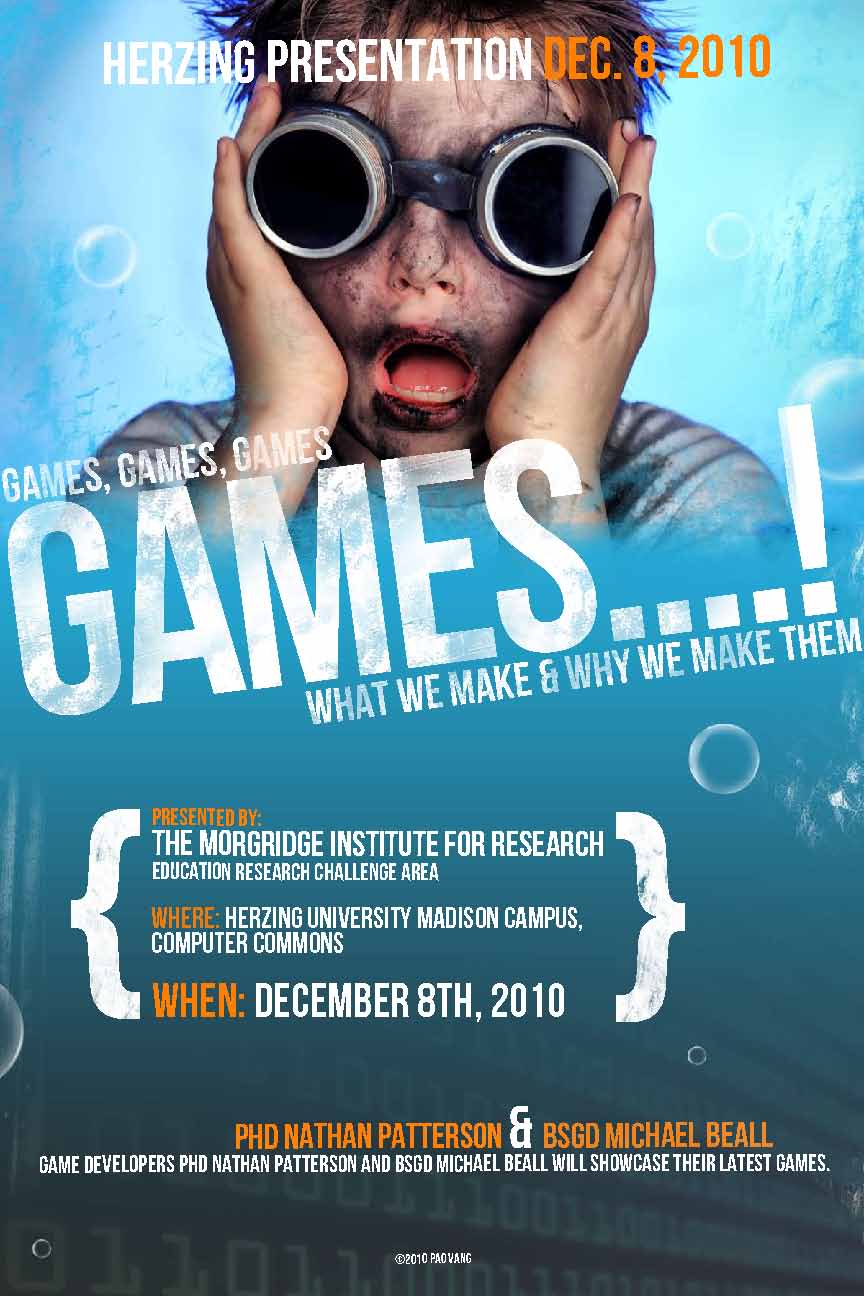 HERZING PRESENTATION DEC. 8, 2010
GAMES, GAMES, GAMES
GAMES....!
WHAT WE MAKE & WHY WE MAKE THEM
PRESENTED BY:
THE MORGRIDGE INSTITUTE FOR RESEARCH
EDUCATION RESEARCH CHALLENGE AREA
WHERE: HERZING UNIVERSITY MADISON CAMPUS,
COMPUTER COMMONS
WHEN: DECEMBER 8TH, 2010
PHD NATHAN PATTERSON & BSGD MICHAEL BEALL
GAME DEVELOPERS PHD NATHAN PATTERSON AND BSGD MICHAEL BEALL WILL SHOWCASE THEIR LATEST GAMES.
©2010 PAOVANG